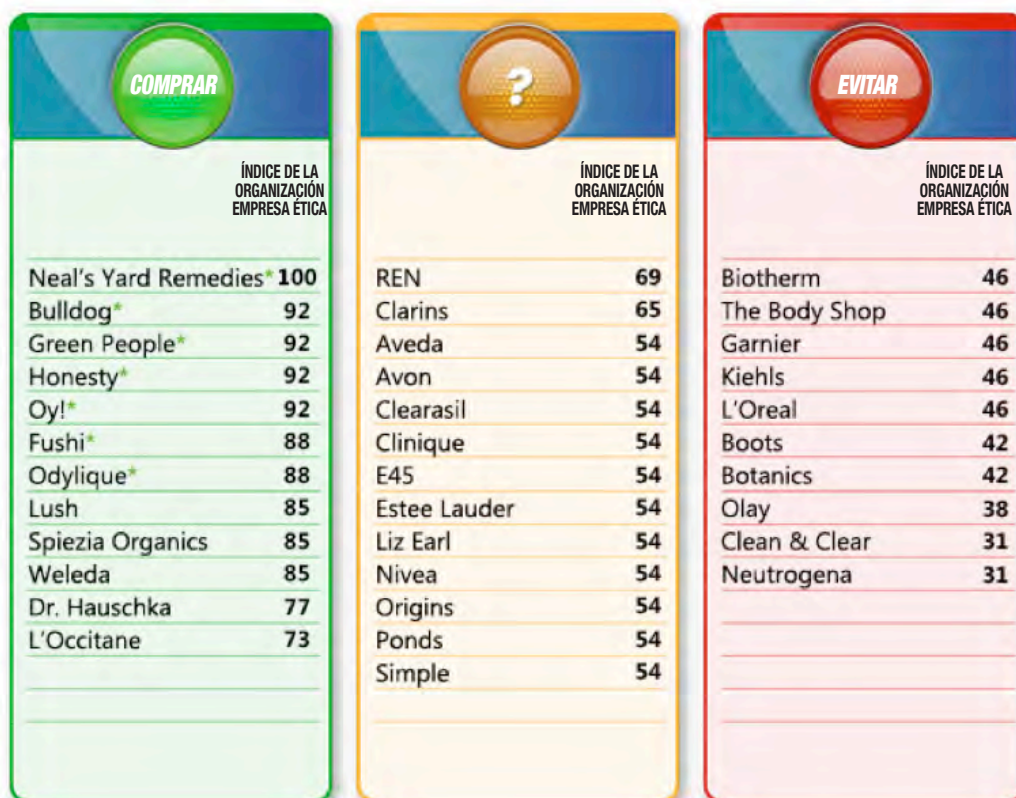 COMPRAR
ÍNDICE DE LA
ORGANIZACIÓN
EMPRESA ÉTICA
Neal's Yard Remedies* 100
Bulldog* 92
Green People* 92
Honesty* 92
Oy!* 92
Fushi* 88
Odylique* 88
Lush 85
Spiezia Organics 85
Weleda 85
Dr. Hauschka 77
L'Occitane 73
?
ÍNDICE DE LA
ORGANIZACIÓN
EMPRESA ÉTICA
REN 69
Clarins 65
Aveda 54
Avon 54
Clearasil 54
Clinique 54
E45 54
Estee Lauder 54
Liz Earl 54
Nivea 54
Origins 54
Ponds 54
Simple 54
EVITAR
ÍNDICE DE LA
ORGANIZACIÓN
EMPRESA ÉTICA
Biotherm 46
The Body Shop 46
Garnier 46
Kiehls 46
L'Oreal 46
Boots 42
Botanics 42
Olay 38
Clean & Clear 31
Neutrogena 31